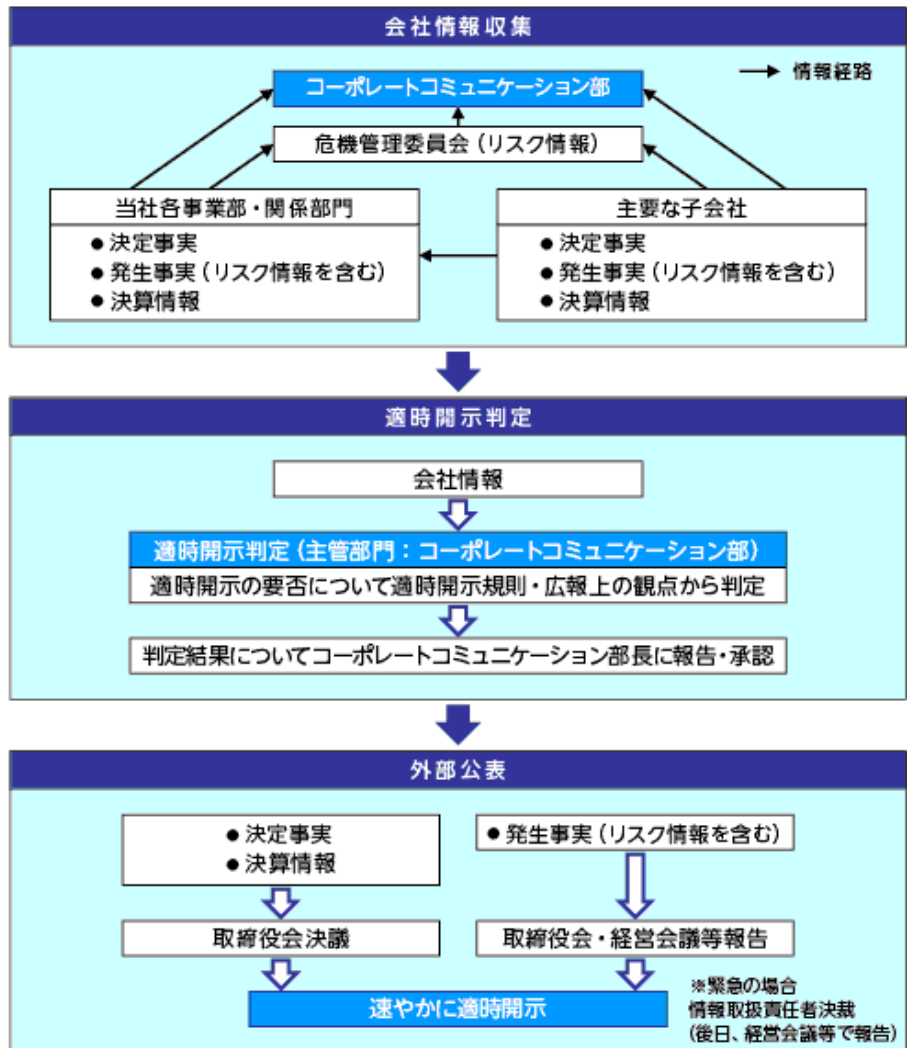 会社情報収集
情報経路
コーポレートコミュニケーション部
危機管理委員会（リスク情報）
当社各事業部・関係部門
●決定事実
●発生事実（リスク情報を含む）
●決算情報
主要な子会社
●決定事実
●発生事実（リスク情報を含む）
●決算情報
適時開示判定
会社情報
適時開示判定（主管部門：コーポレートコミュニケーション部）
適時開示の要否について適時開示規則・広報上の観点から判定
判定結果についてコーポレートコミュニケーション部長に報告・承認
外部公表
●決定事実
●決算情報
●発生事実（リスク情報を含む）
取締役会決議
取締役会・経営会議等報告
速やかに適時開示
※緊急の場合
情報取扱責任者決裁
(後日、経営会議等で報告)